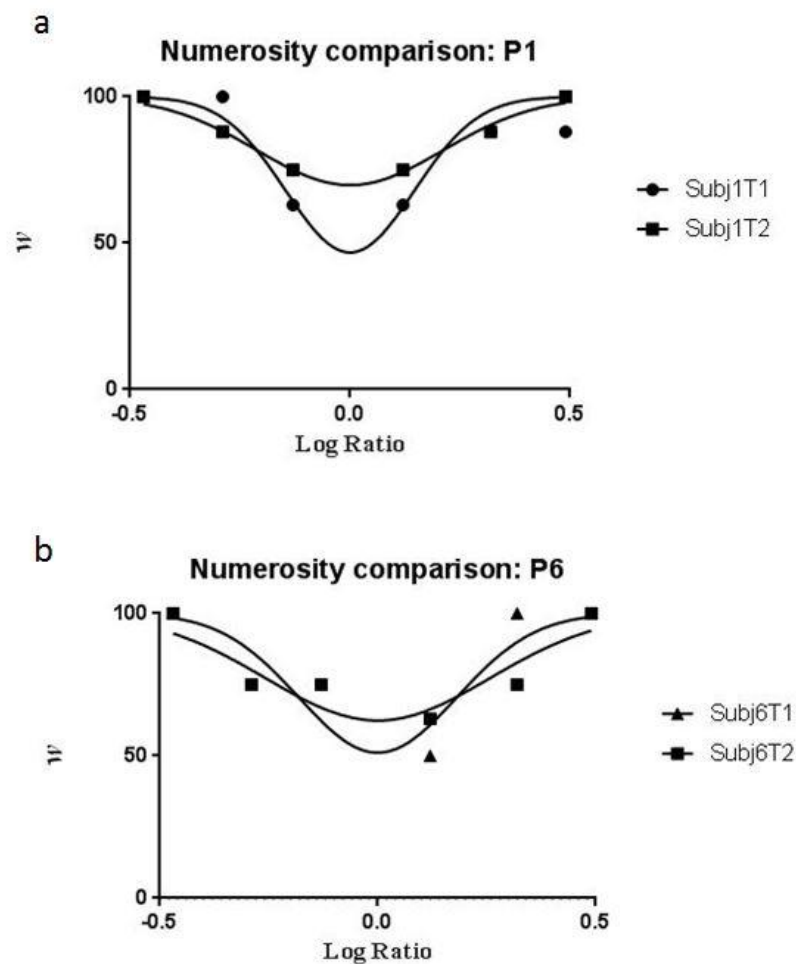 a
Numerosity comparison: P1
100
50
0
-0.5 0.0 0.5
w
Log Ratio
Subj1T1
Subj1T2
b
Numerosity comparison: P6
100
50
0
-0.5 0.0 0.5
w
Log Ratio
Subj6T1
Subj6T2